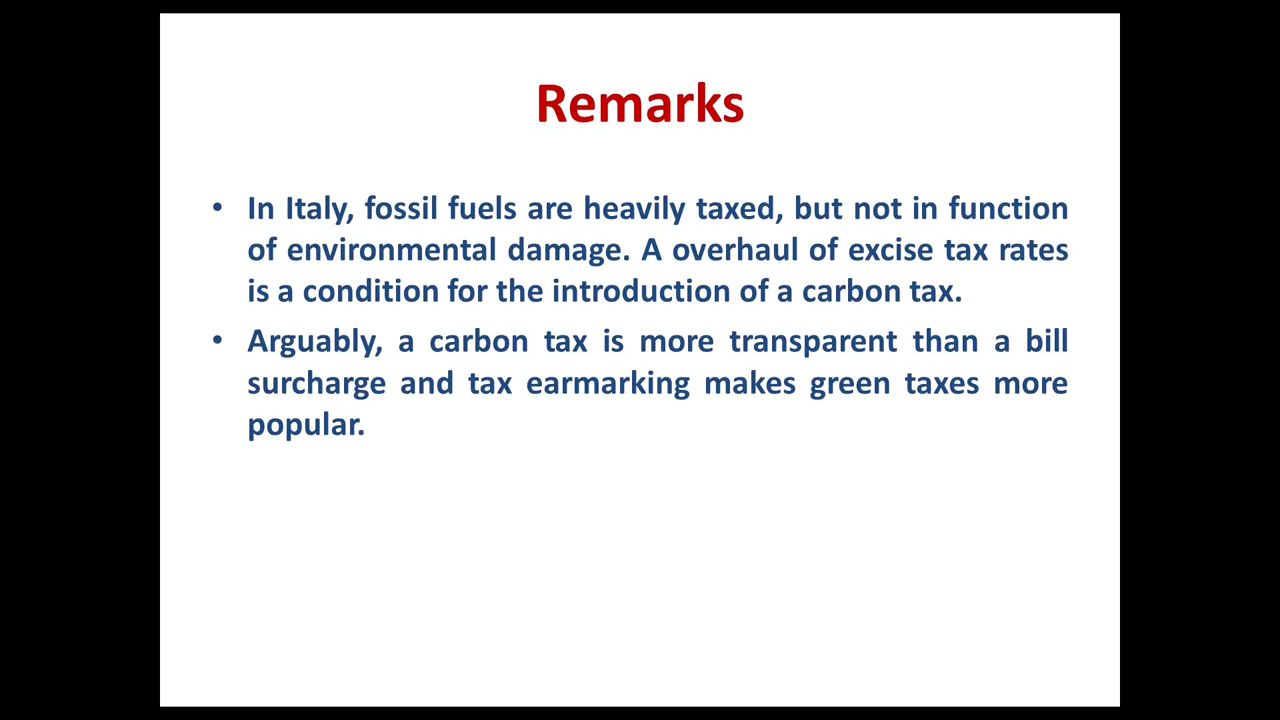 Remarks
• In Italy, fossil fuels are heavily taxed, but not in function
of environmental damage. A overhaul of excise tax rates
is a condition for the introduction of a carbon tax.
• Arguably, a carbon tax is more transparent than a bill
surcharge and tax earmarking makes green taxes more
popular.